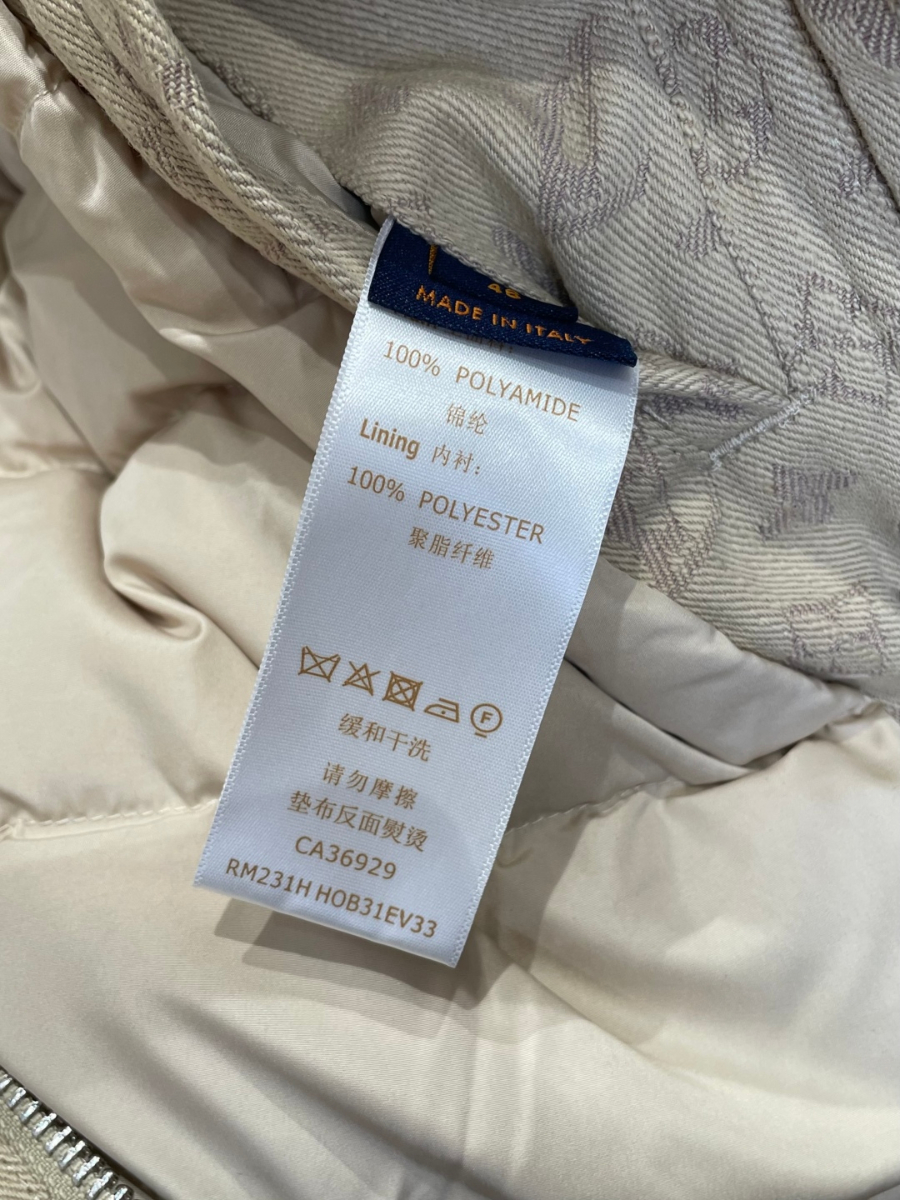 46
MADE IN ITALY
100% POLYAMIDE
锦纶
Lining 内衬：
100% POLYESTER
聚脂纤维
F
缓和干洗
请勿摩擦
垫布反面熨烫
CA36929
RM231H HOB31EV33